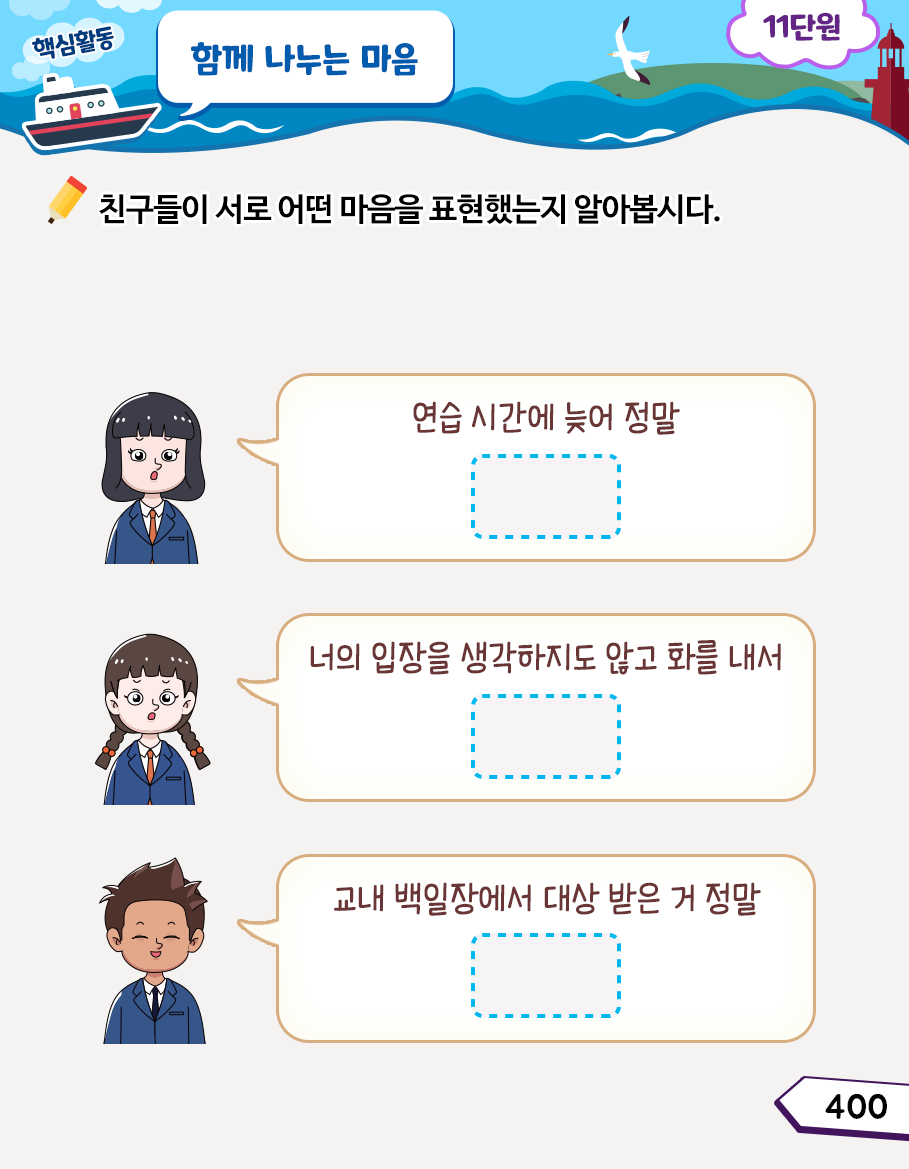 핵심활동
함께 나누는 마음
11단원
친구들이 서로 어떤 마음을 표현했는지 알아봅시다.
연습 시간에 늦어 정말
너의 입장을 생각하지도 않고 화를 내서
교내 백일장에서 대상 받은 거 정말
400